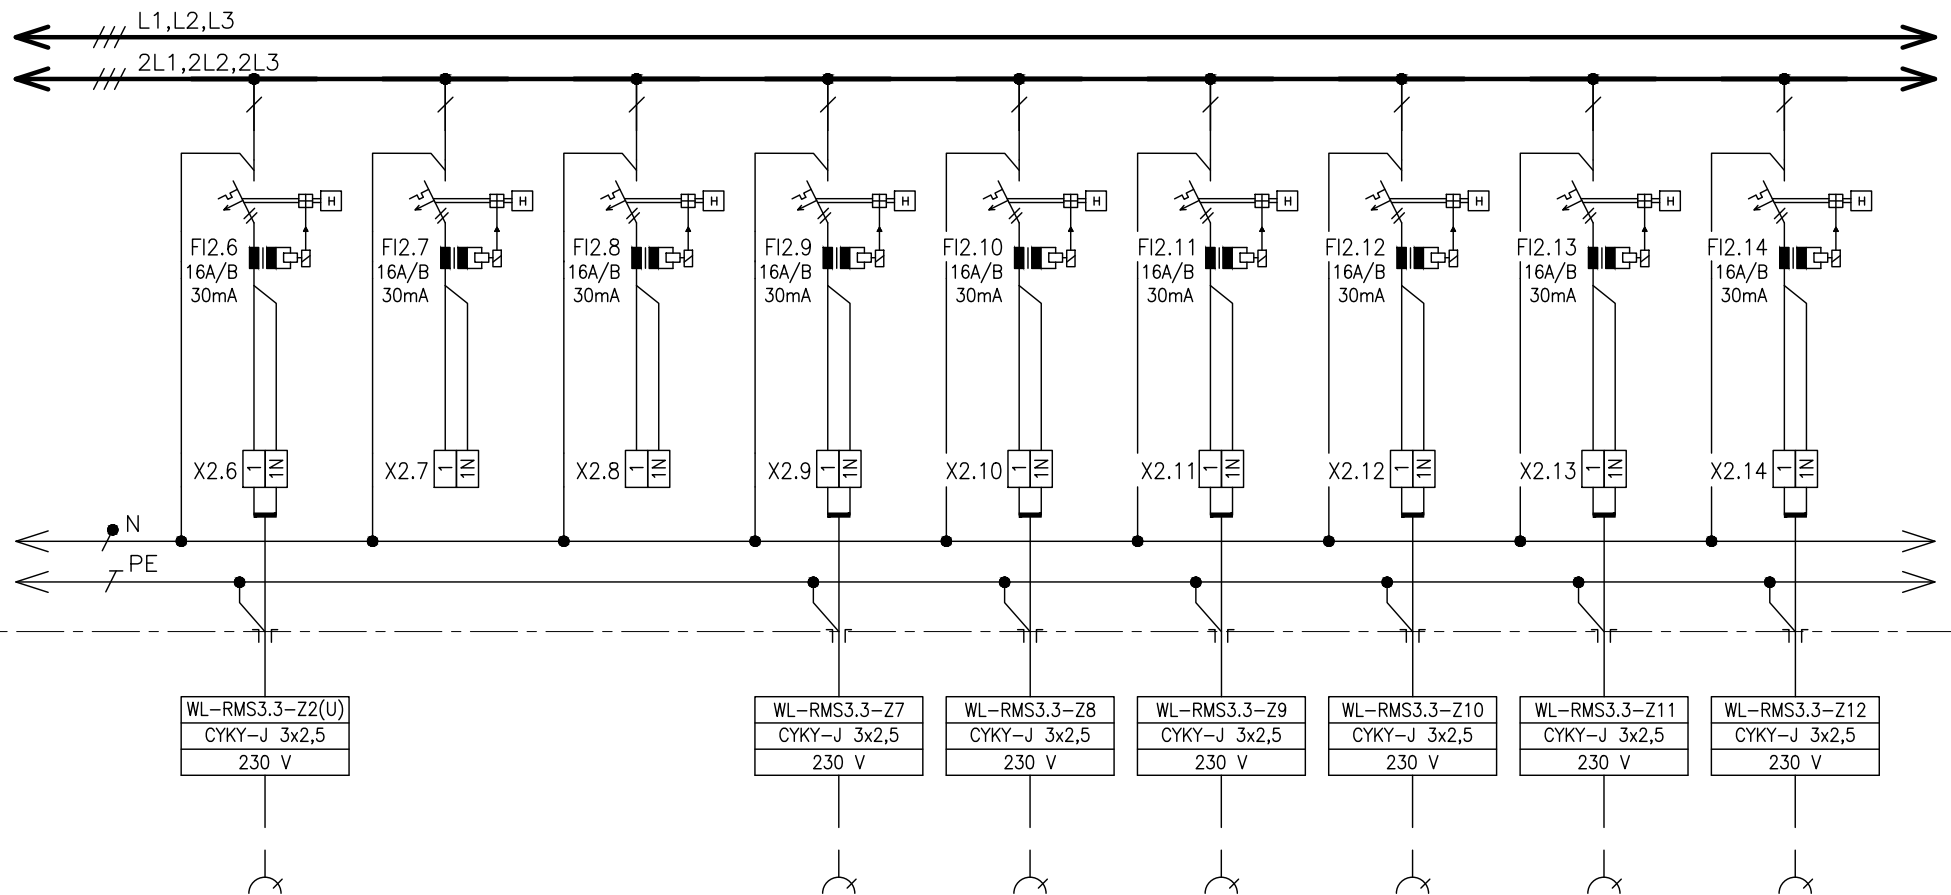 L1,L2,L3
2L1,2L2,2L3
H H H H H H H H H
FI2.6 FI2.7 FI2.8 FI2.9 FI2.10 FI2.11 FI2.12 FI2.13 FI2.14
16A/B 16A/B 16A/B 16A/B 16A/B 16A/B 16A/B 16A/B 16A/B
30mA 30mA 30mA 30mA 30mA 30mA 30mA 30mA 30mA
X2.6 1 1N X2.7 1 1N X2.8 1 1N X2.9 1 1N X2.10 1 1N X2.11 1 1N X2.12 1 1N X2.13 1 1N X2.14 1 1N
N
PE
WL-RMS3.3-Z2(U) WL-RMS3.3-Z7 WL-RMS3.3-Z8 WL-RMS3.3-Z9 WL-RMS3.3-Z10 WL-RMS3.3-Z11 WL-RMS3.3-Z12
CYKY-J 3x2,5 CYKY-J 3x2,5 CYKY-J 3x2,5 CYKY-J 3x2,5 CYKY-J 3x2,5 CYKY-J 3x2,5 CYKY-J 3x2,5
230 V 230 V 230 V 230 V 230 V 230 V 230 V